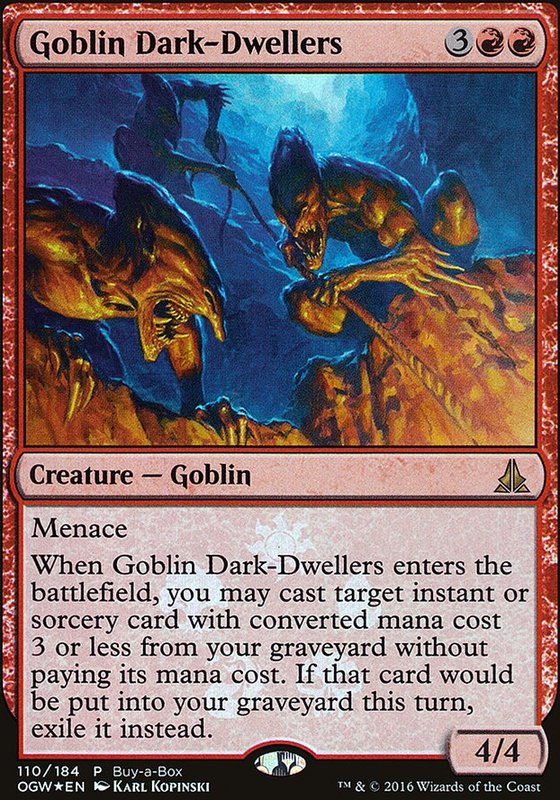 Goblin Dark-Dwellers 3
Creature — Goblin
Menace
When Goblin Dark-Dwellers enters the
battlefield, you may cast target instant or
sorcery card with converted mana cost
3 or less from your graveyard without
paying its mana cost. If that card would
be put into your graveyard this turn,
exile it instead.
4/4
110/184 P Buy-a-Box
OGW★EN Karl Kopinski
™ & © 2016 Wizards of the Coast